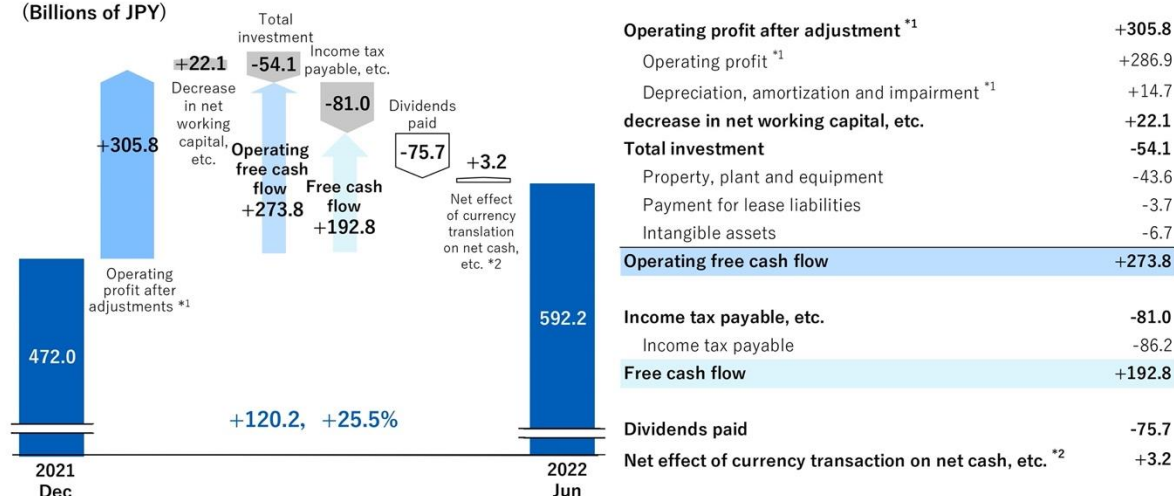 (Billions of JPY)
+305.8
Operating
profit after
adjustments *1
+22.1
Decrease
in net
working
capital,
etc.
Total
investment
-54.1
Operating
free cash
flow
+273.8
Income tax
payable, etc.
-81.0
Free cash
flow
+192.8
Dividends
paid
-75.7
+3.2
Net effect
of currency
translation
on net cash,
etc. *2
472.0
592.2
+120.2, +25.5%
2021
Dec
2022
Jun
Operating profit after adjustment *1 +305.8
Operating profit *1 +286.9
Depreciation, amortization and impairment *1 +14.7
decrease in net working capital, etc. +22.1
Total investment -54.1
Property, plant and equipment -43.6
Payment for lease liabilities -3.7
Intangible assets -6.7
Operating free cash flow +273.8
Income tax payable, etc. -81.0
Income tax payable -86.2
Free cash flow +192.8
Dividends paid -75.7
Net effect of currency transaction on net cash, etc. *2 +3.2